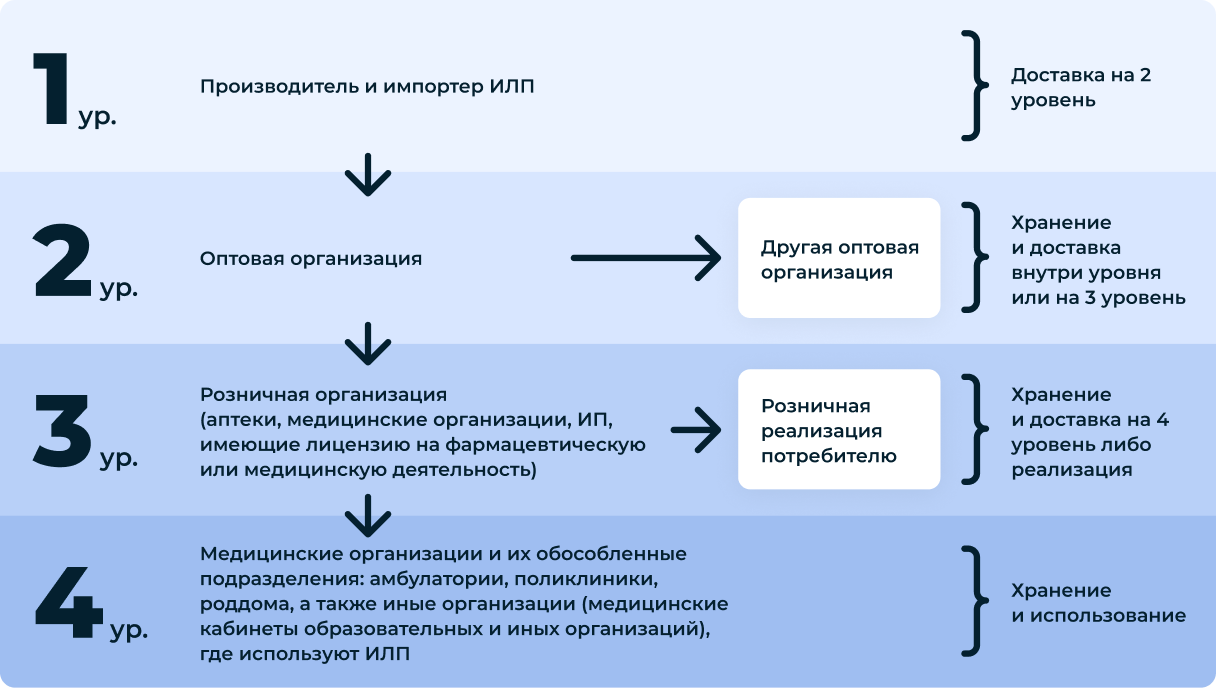 1 ур.
Производитель и импортер ИЛП
Доставка на 2
уровень
2 ур.
Оптовая организация
Другая оптовая
организация
Хранение
и доставка
внутри уровня
или на 3 уровень
3 ур.
Розничная организация
(аптеки, медицинские организации, ИП,
имеющие лицензию на фармацевтическую
или медицинскую деятельность)
Розничная
реализация
потребителю
Хранение
и доставка на 4
уровень либо
реализация
4 ур.
Медицинские организации и их обособленные
подразделения: амбулатории, поликлиники,
роддома, а также иные организации (медицинские
кабинеты образовательных и иных организаций),
где используют ИЛП
Хранение
и использование